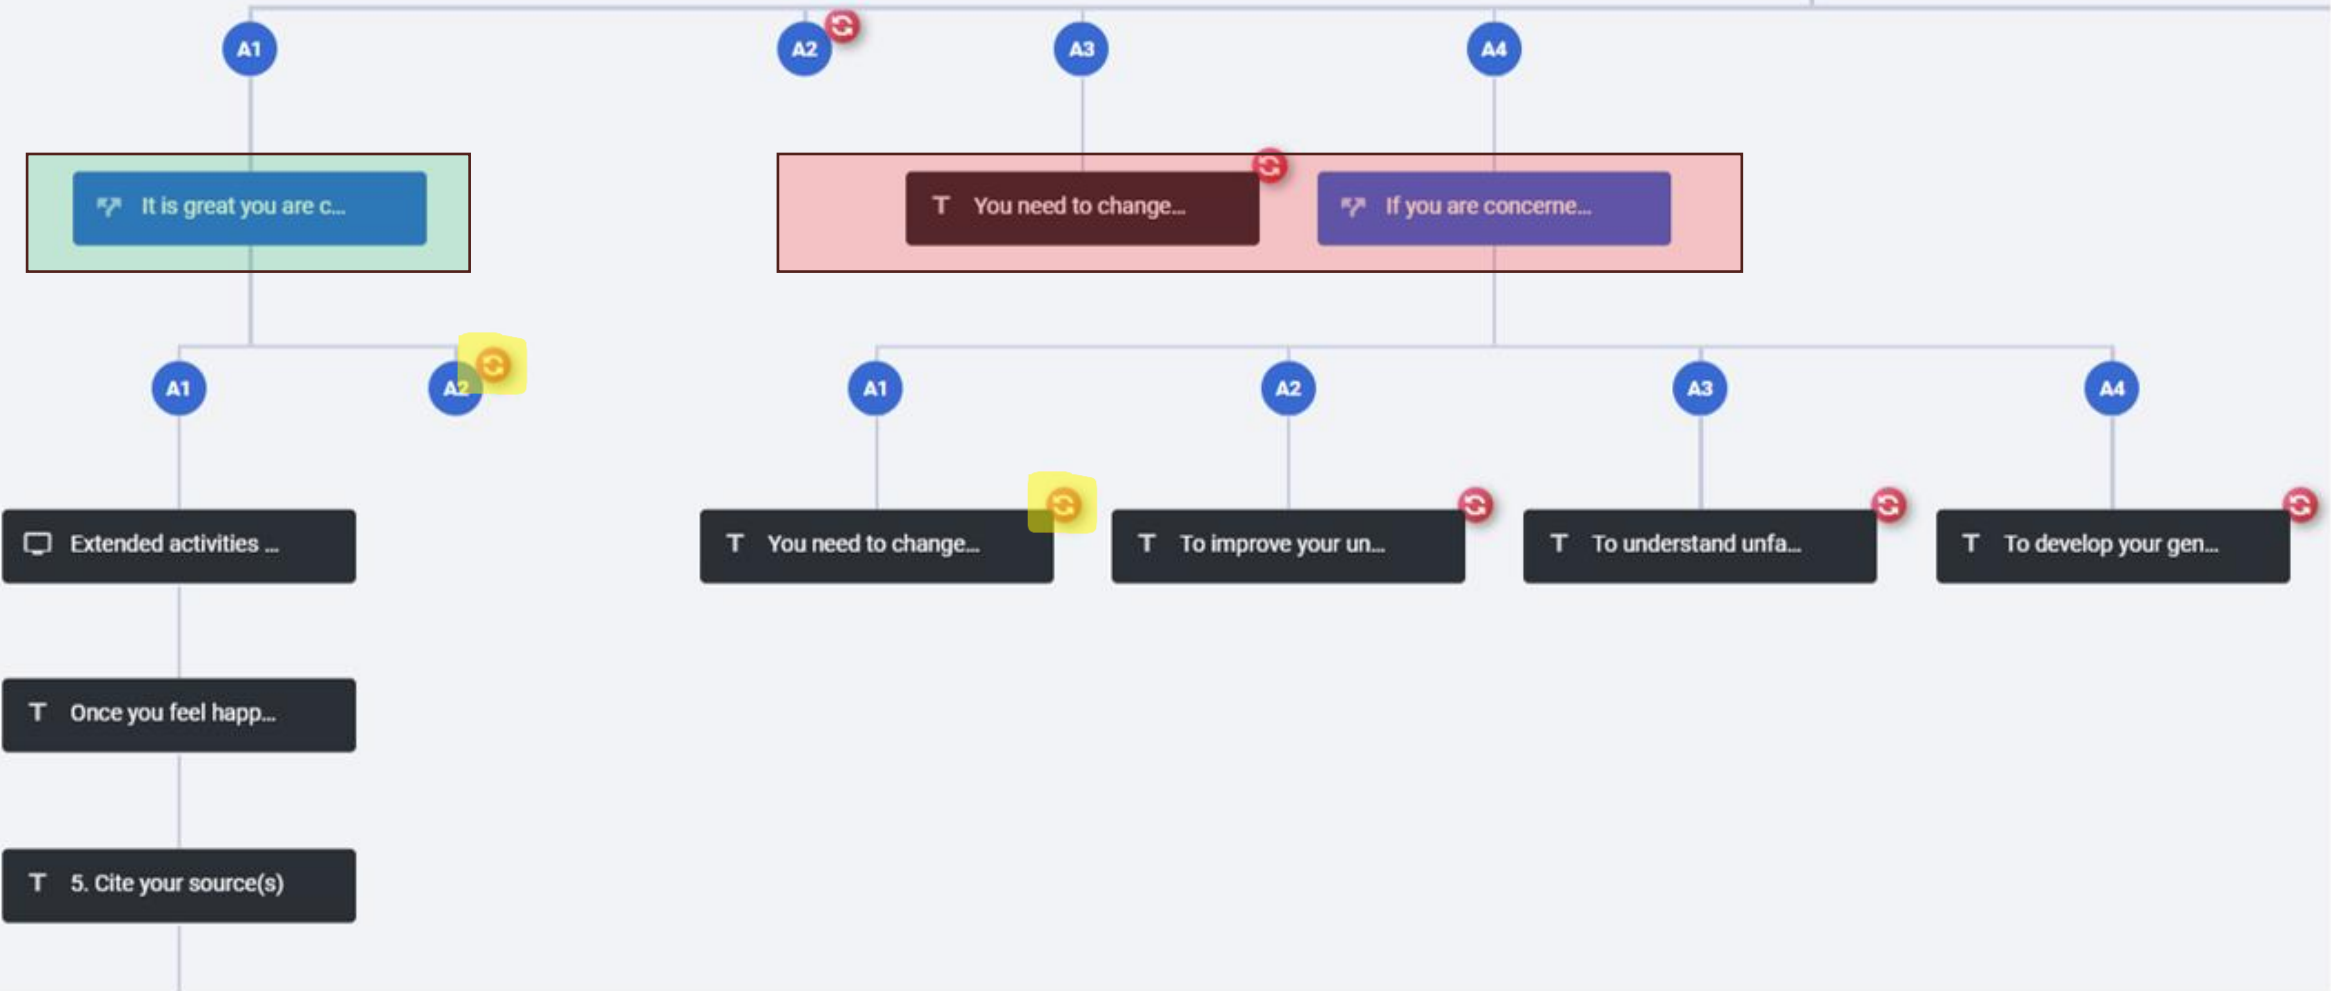 A1
A2
A3
A4
It is great you are c...
You need to change...
If you are concerne...
A1
A2
A1
A2
A3
A4
Extended activities ...
You need to change...
To improve your un...
To understand unfa...
To develop your gen...
Once you feel happ...
5. Cite your source(s)